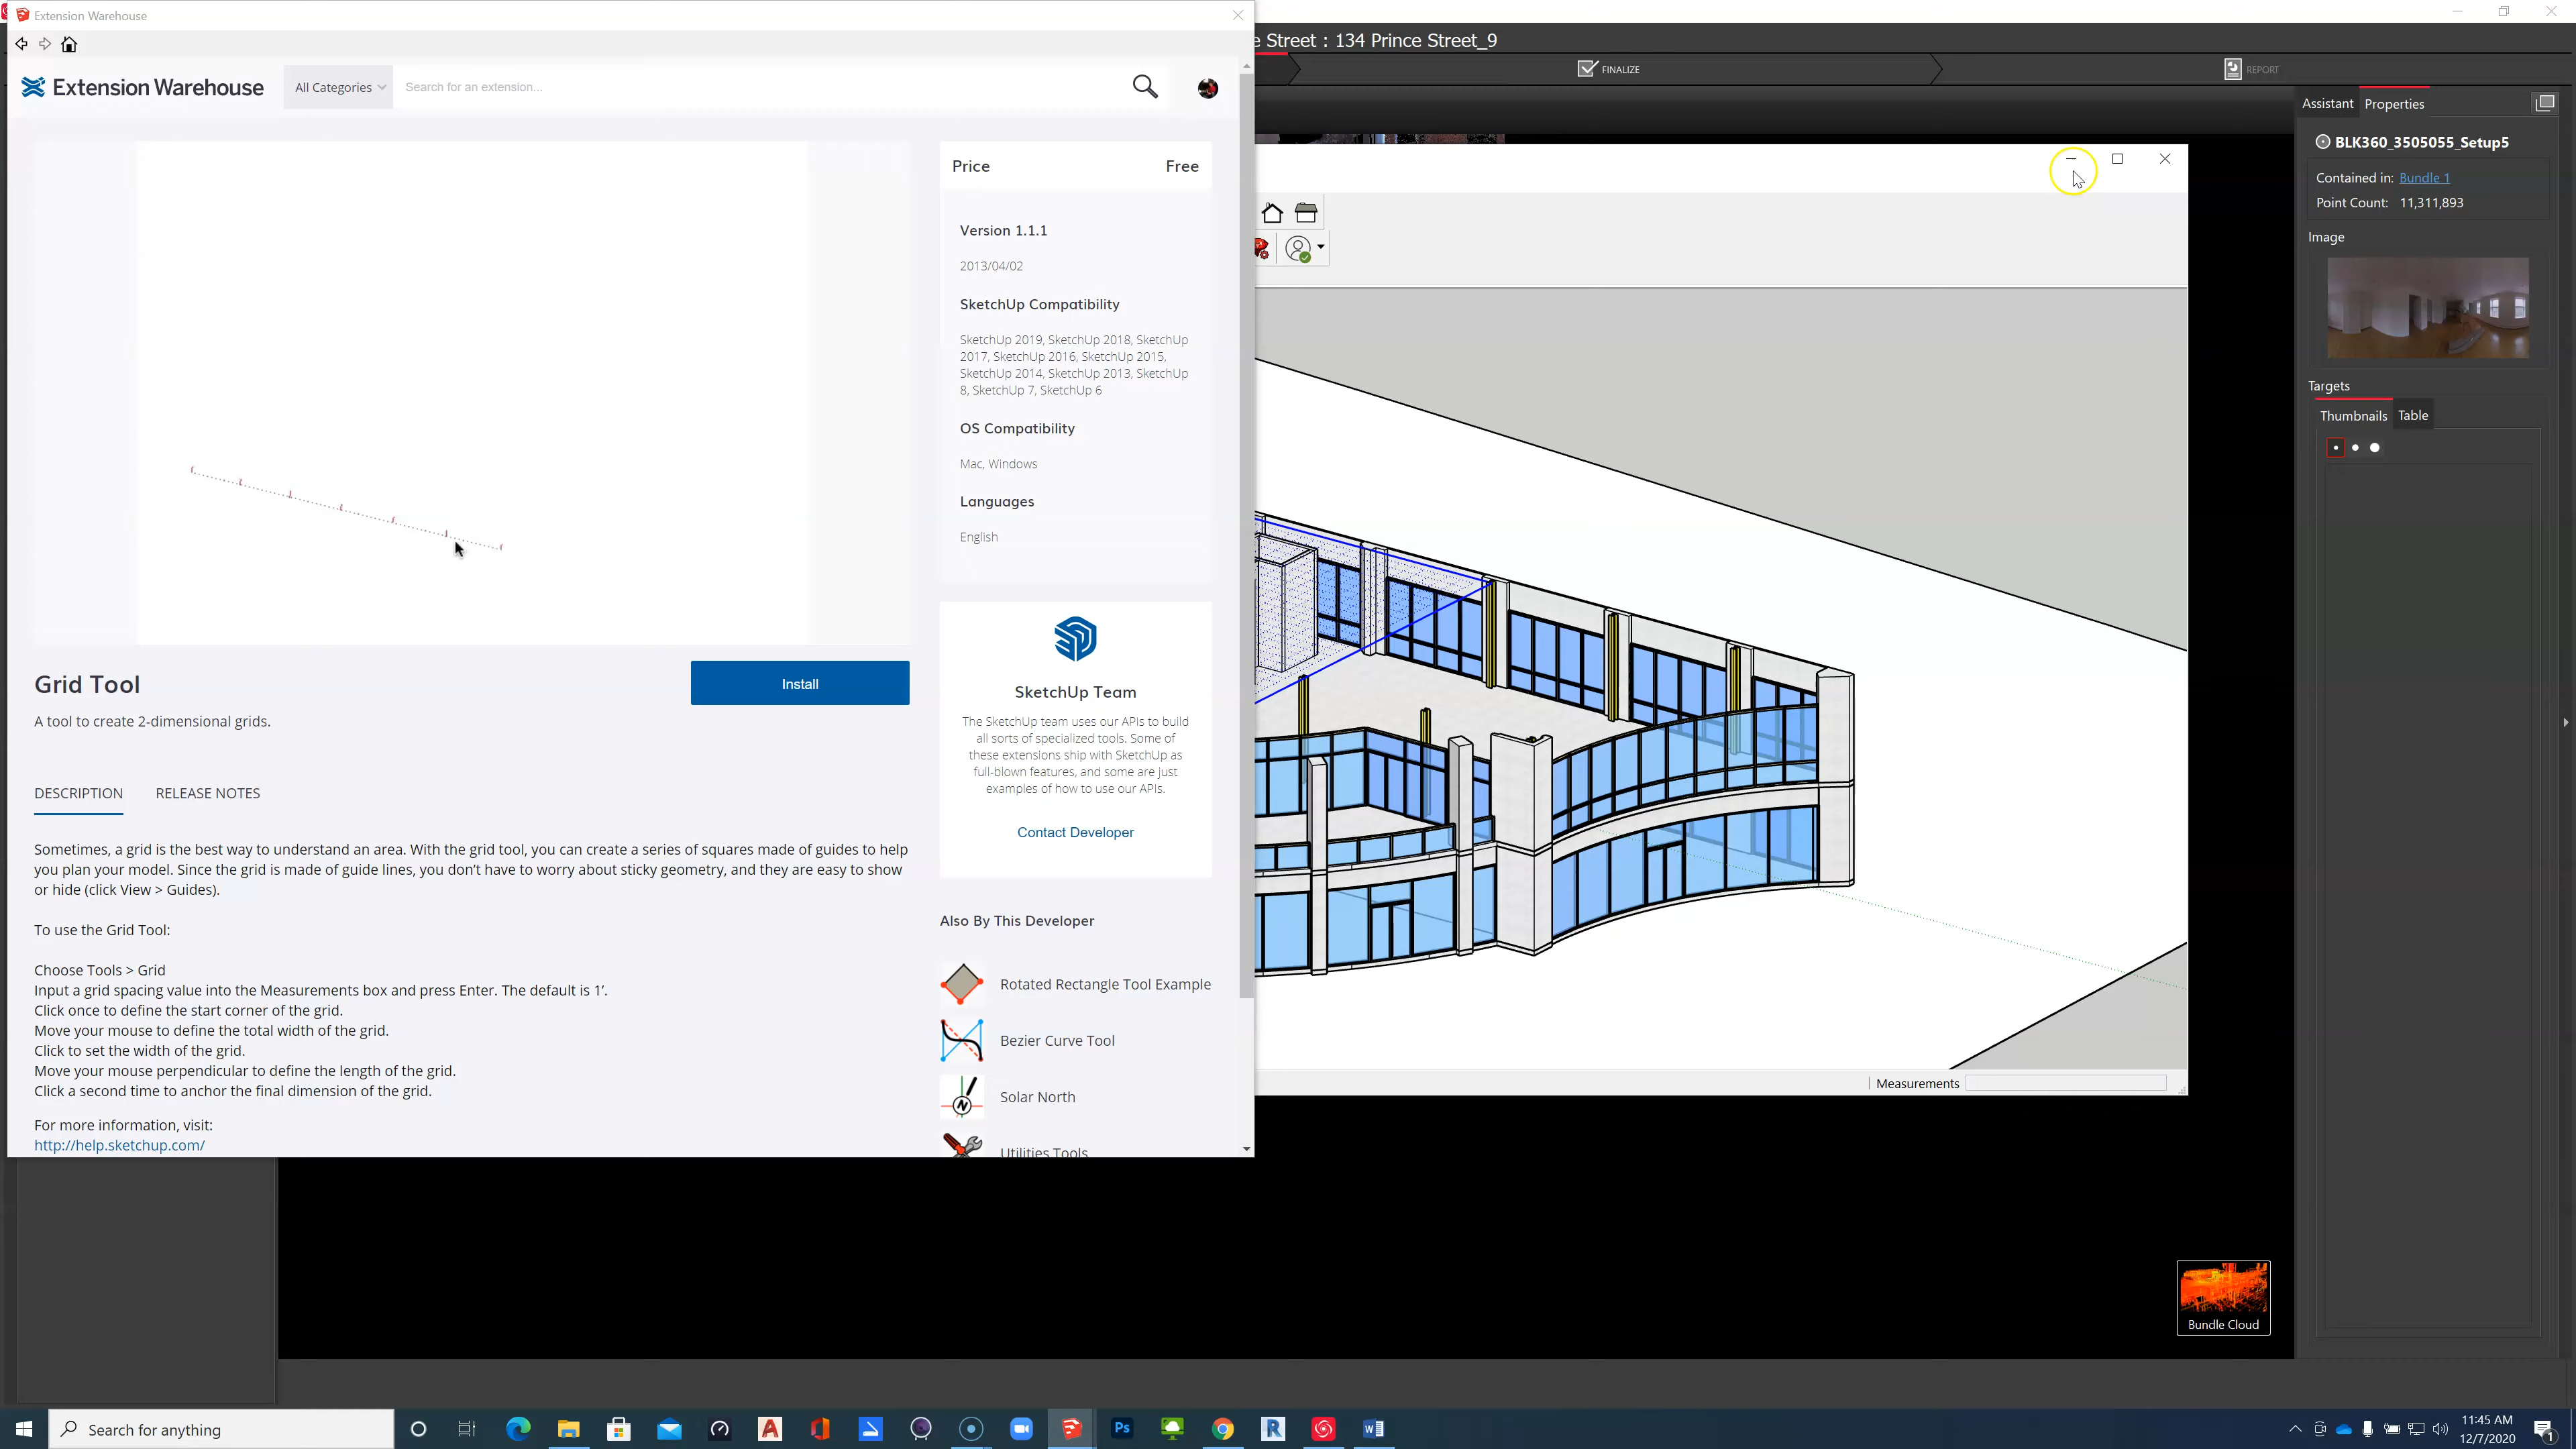 Extension Warehouse
e Street : 134 Prince Street_9
FINALIZE
REPORT
Extension Warehouse
All Categories
Search for an extension...
Price Free
Version 1.1.1
2013/04/02
SketchUp Compatibility
SketchUp 2019, SketchUp 2018, SketchUp
2017, SketchUp 2016, SketchUp 2015,
SketchUp 2014, SketchUp 2013, SketchUp
8, SketchUp 7, SketchUp 6
OS Compatibility
Mac, Windows
Languages
English
Grid Tool
Install
A tool to create 2-dimensional grids.
DESCRIPTION RELEASE NOTES
Sometimes, a grid is the best way to understand an area. With the grid tool, you can create a series of squares made of guides to help
you plan your model. Since the grid is made of guide lines, you don’t have to worry about sticky geometry, and they are easy to show
or hide (click View > Guides).
To use the Grid Tool:
Choose Tools > Grid
Input a grid spacing value into the Measurements box and press Enter. The default is 1’.
Click once to define the start corner of the grid.
Move your mouse to define the total width of the grid.
Click to set the width of the grid.
Move your mouse perpendicular to define the length of the grid.
Click a second time to anchor the final dimension of the grid.
For more information, visit:
http://help.sketchup.com/
SketchUp Team
The SketchUp team uses our APIs to build
all sorts of specialized tools. Some of
these extensions ship with SketchUp as
full-blown features, and some are just
examples of how to use our APIs.
Contact Developer
Also By This Developer
Rotated Rectangle Tool Example
Bezier Curve Tool
N
Solar North
Utilities Tools
Measurements
Assistant Properties
BLK360_3505055_Setup5
Contained in: Bundle 1
Point Count: 11,311,893
Image
Targets
Thumbnails Table
Bundle Cloud
Search for anything
A
Ps
R
11:45 AM
12/7/2020
1